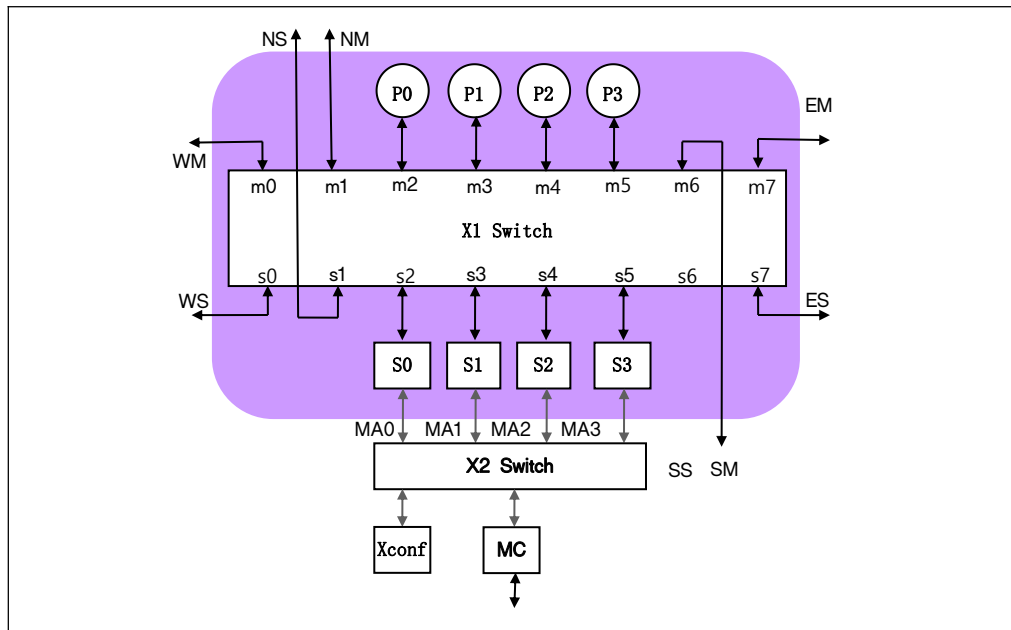 NS NM
P0 P1 P2 P3
EM
WM
m0 m1 m2 m3 m4 m5 m6 m7
X1 Switch
s0 s1 s2 s3 s4 s5 s6 s7
WS ES
S0 S1 S2 S3
MA0 MA1 MA2 MA3
X2 Switch SS SM
Xconf MC